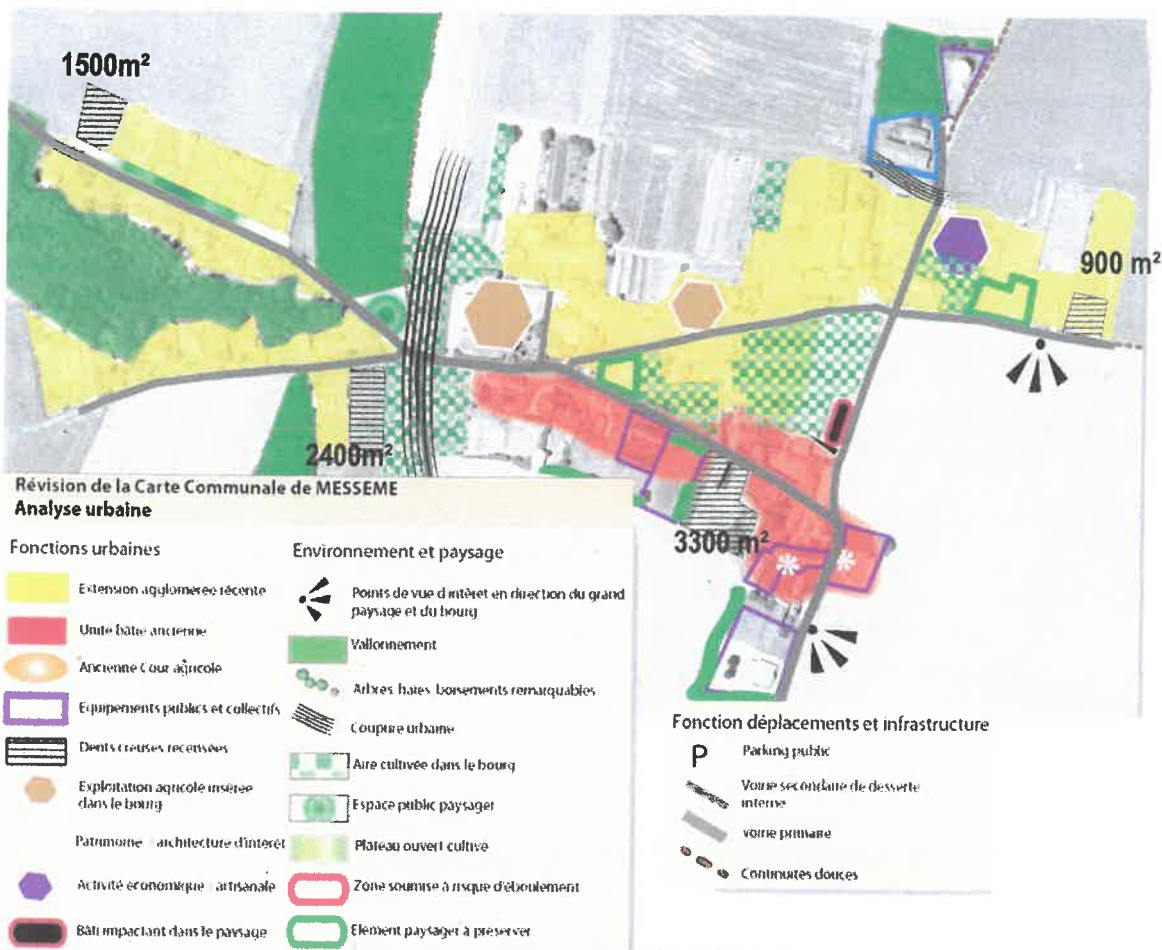 1500m²
900 m²
2400m²
3300 m²
Révision de la Carte Communale de MESSEME
Analyse urbaine
Fonctions urbaines
Extension agglomérée récente
Unité bâtie ancienne
Ancienne Cour agricole
Equipements publics et collectifs
Dents creuses recensées
Exploitation agricole insérée
dans le bourg
Patrimoine architecture d'intérêt
Activité économique artisanale
Bâti impactant dans le paysage
Environnement et paysage
Points de vue d'intérêt en direction du grand
paysage et du bourg
Vallonnement
Arbres haies boisements remarquables
Coupure urbaine
Aire cultivée dans le bourg
Espace public paysager
Plateau ouvert cultivé
Zone soumise à risque d'éboulement
Elément paysager à préserver
Fonction déplacements et infrastructure
P Parking public
Voirie secondaire de desserte
interne
voirie primaire
Continuités douces